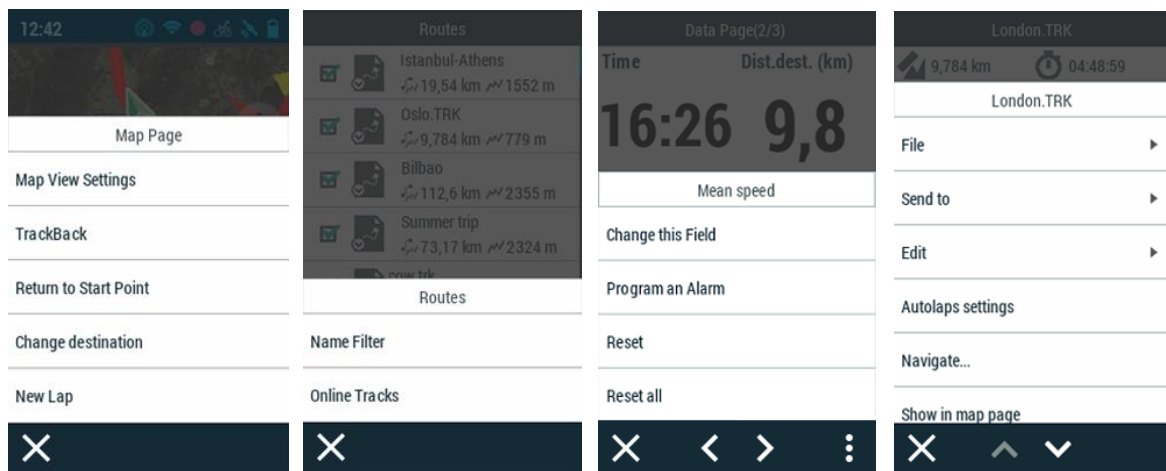 12:42
Map Page
Map View Settings
TrackBack
Return to Start Point
Change destination
New Lap
Routes
Istanbul-Athens
19,54 km 1552 m
Oslo.TRK
9,784 km 779 m
Bilbao
112,6 km 2355 m
Summer trip
73,17 km 2324 m
cow.trk
Routes
Name Filter
Online Tracks
Data Page(2/3)
Time Dist.dest. (km)
16:26 9,8
Mean speed
Change this Field
Program an Alarm
Reset
Reset all
London.TRK
9,784 km 04:48:59
London.TRK
File
Send to
Edit
Autolaps settings
Navigate...
Show in map page